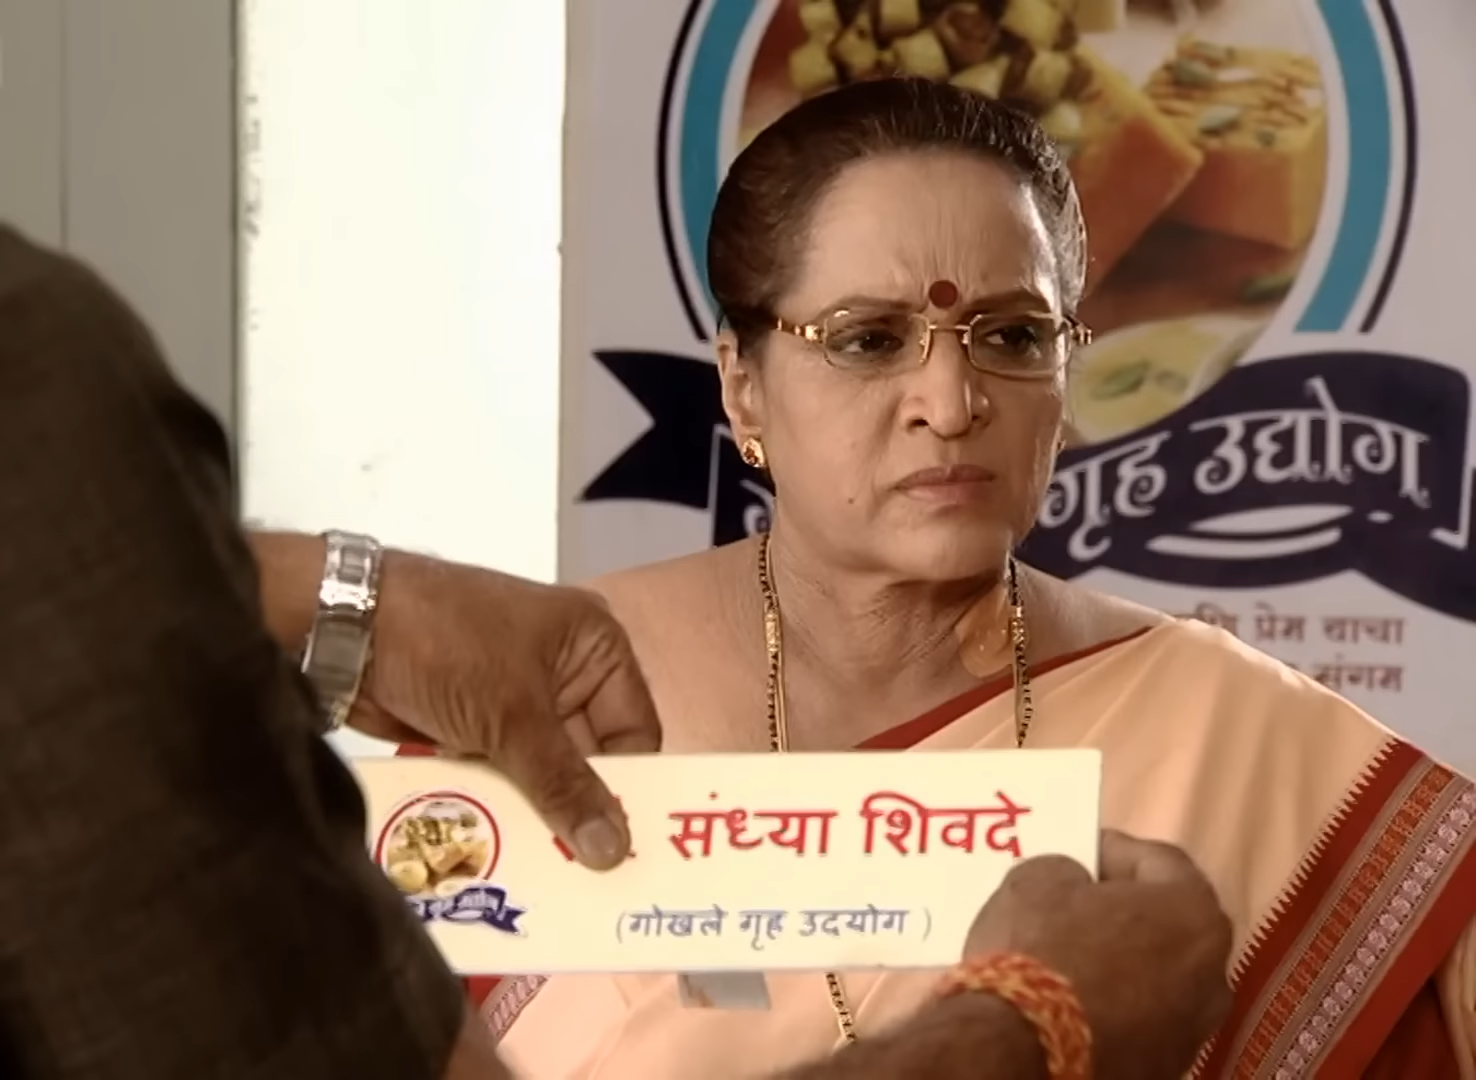 गृह उद्योग
प्रेम चाचा
संगम
संध्या शिवदे
(गोखले गृह उदयोग )